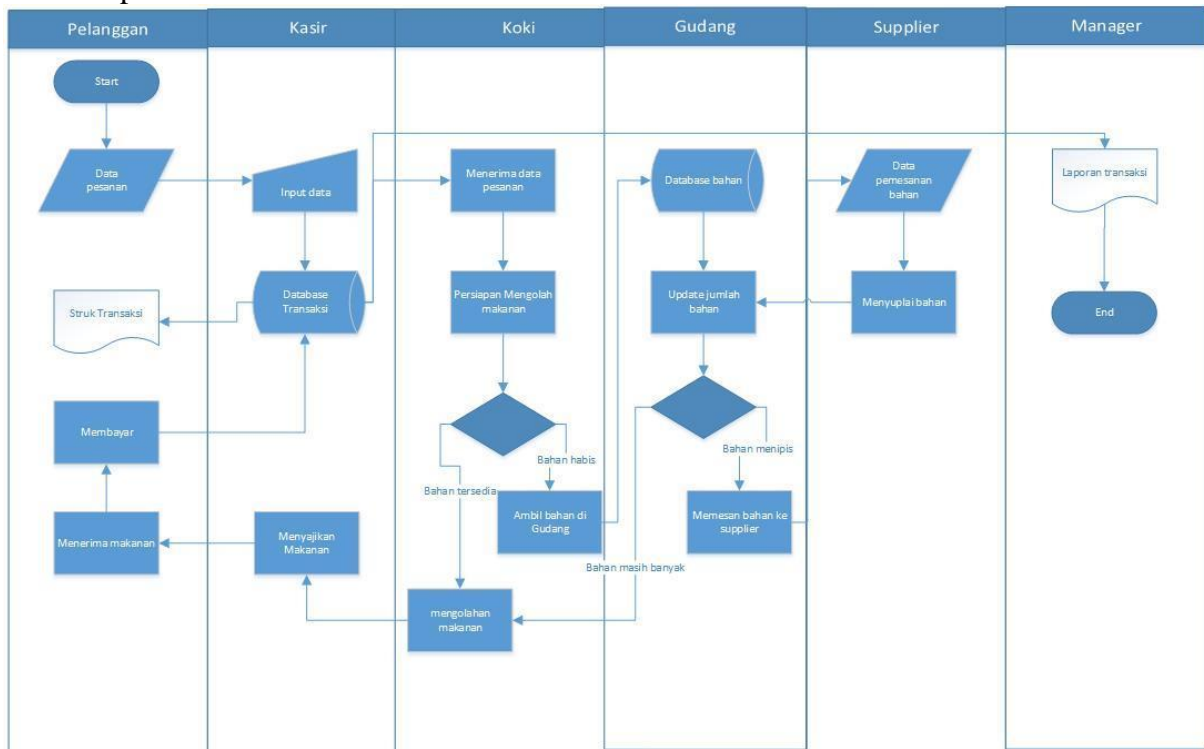 Pelanggan
Kasir
Koki
Gudang
Supplier
Manager
Start
Data
pesanan
Input data
Menerima data
pesanan
Database bahan
Data
pemesanan
bahan
Laporan transaksi
Struk Transaksi
Database
Transaksi
Persiapan Mengolah
makanan
Update jumlah
bahan
Menyuplai bahan
End
Membayar
Bahan habis
Bahan menipis
Bahan tersedia
Ambil bahan di
Gudang
Memesan bahan ke
supplier
Menerima makanan
Menyajikan
Makanan
Bahan masih banyak
mengolahan
makanan